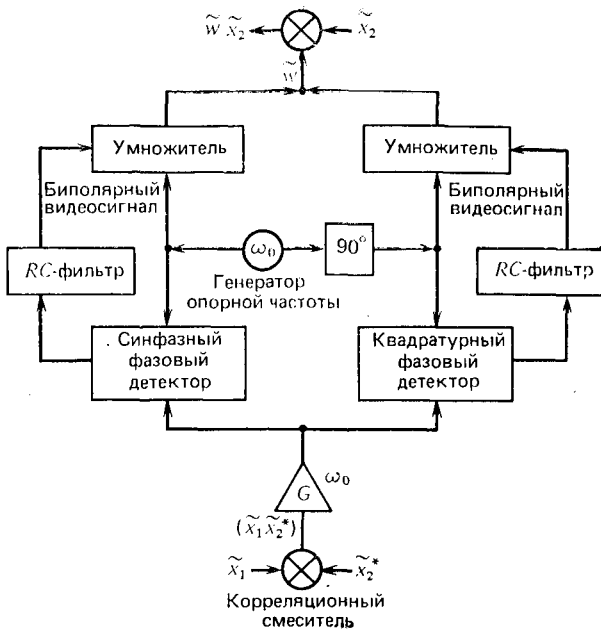 w̃ x̃₂ x̃₂
w̃
Умножитель Умножитель
Биполярный видеосигнал
Биполярный видеосигнал
RC-фильтр ω₀ 90° RC-фильтр
Генератор
опорной частоты
Синфазный
фазовый
детектор
Квадратурный
фазовый
детектор
G ω₀
(x̃₁x̃₂*)
x̃₁ x̃₂*
Корреляционный
смеситель